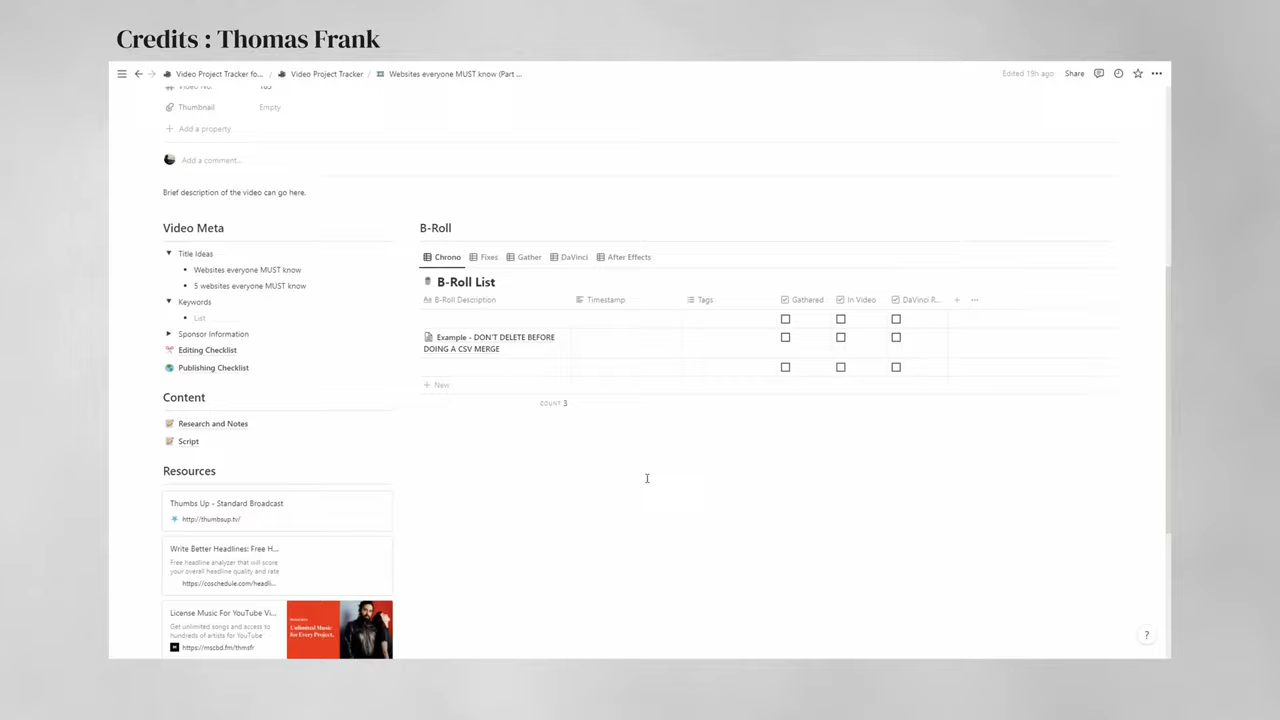 Credits : Thomas Frank
Video Project Tracker fo... / Video Project Tracker / Websites everyone MUST know (Part ...
Edited 19h ago Share
Video No.
Thumbnail Empty
Add a property
Add a comment...
Brief description of the video can go here.
Video Meta
Title Ideas
Websites everyone MUST know
5 websites everyone MUST know
Keywords
List
Sponsor Information
Editing Checklist
Publishing Checklist
Content
Research and Notes
Script
Resources
Thumbs Up - Standard Broadcast
http://thumbsup.tv/
Write Better Headlines: Free H...
Free headline analyzer that will score
your overall headline quality and rate
https://coschedule.com/headli...
License Music For YouTube Vi...
Get unlimited songs and access to
hundreds of artists for YouTube
https://mscbd.fm/thmsfr
Unlimited Music
for Every Project.
B-Roll
Chrono Fixes Gather DaVinci After Effects
B-Roll List
Aa B-Roll Description Timestamp Tags Gathered In Video DaVinci R...
Example - DON'T DELETE BEFORE
DOING A CSV MERGE
New
COUNT 3
?